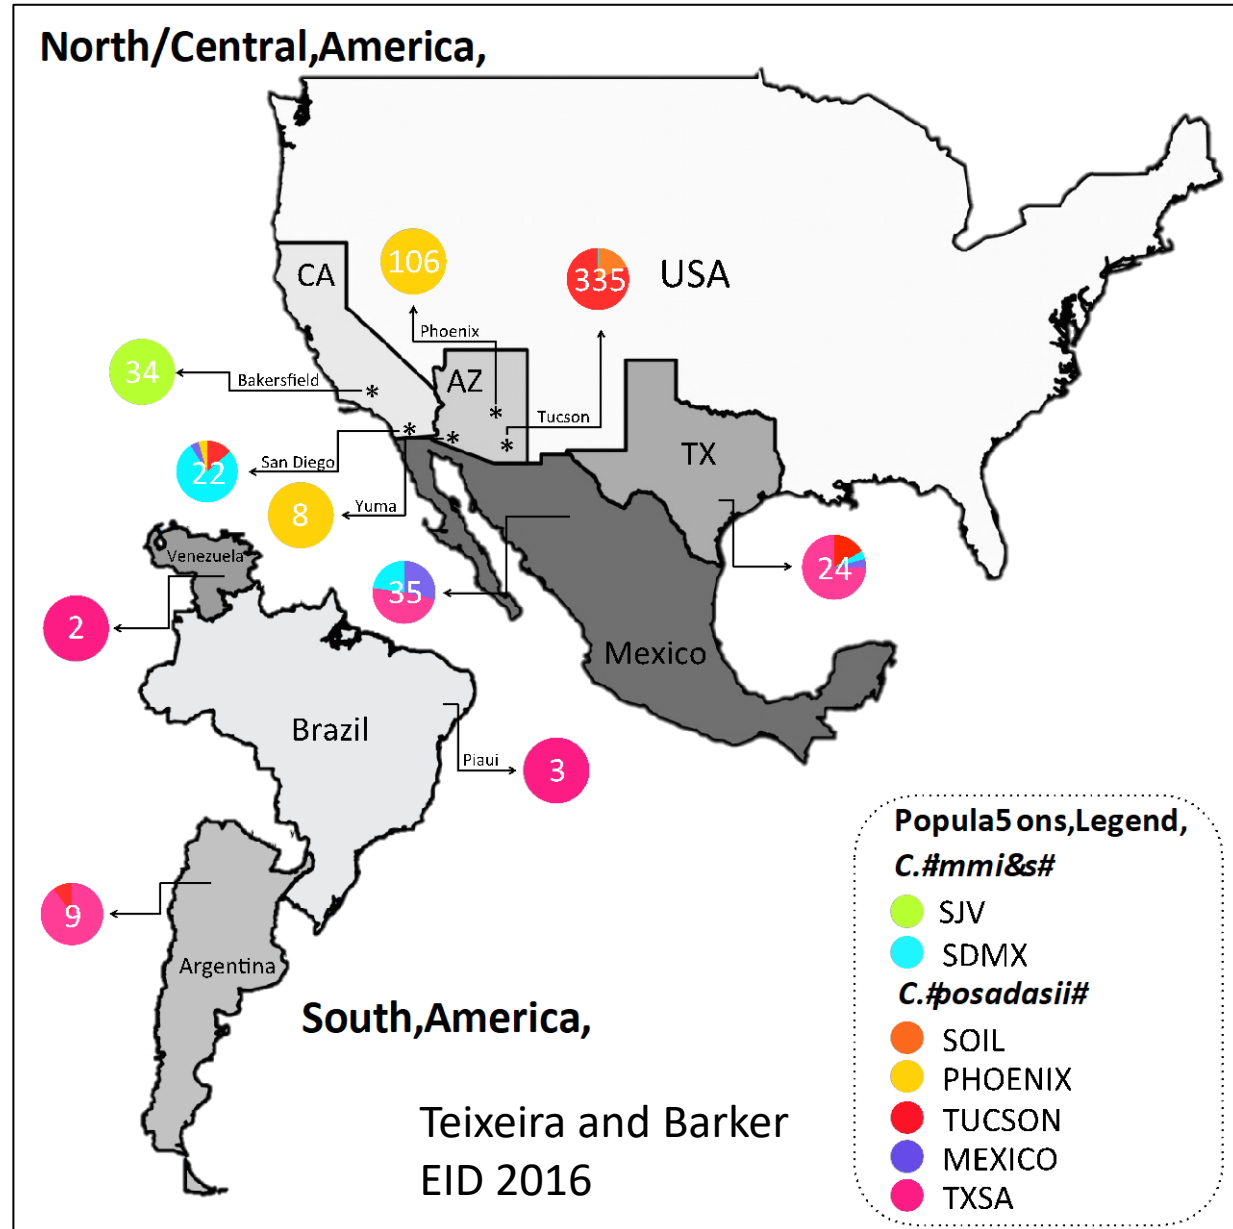 North/Central,America,
CA
106
335
USA
Phoenix
34
Bakersfield
AZ
Tucson
TX
San Diego
22
8
Yuma
Venezuela
24
35
2
Mexico
Brazil
Piaui
3
9
Argentina
South,America,
Teixeira and Barker
EID 2016
Popula5ons,Legend,
C.#mmi&s#
SJV
SDMX
C.#posadasii#
SOIL
PHOENIX
TUCSON
MEXICO
TXSA